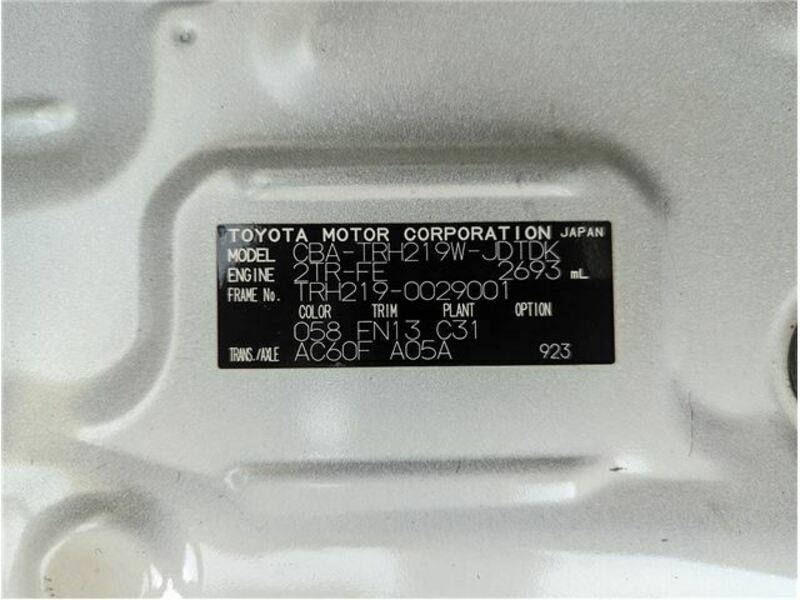 TOYOTA MOTOR CORPORATION JAPAN
MODEL CBA-TRH219W-JDTDK
ENGINE 2TR-FE 2693 mL
FRAME No. TRH219-0029001
COLOR TRIM PLANT OPTION
058 FN13 C31
TRANS./AXLE AC60F A05A 923